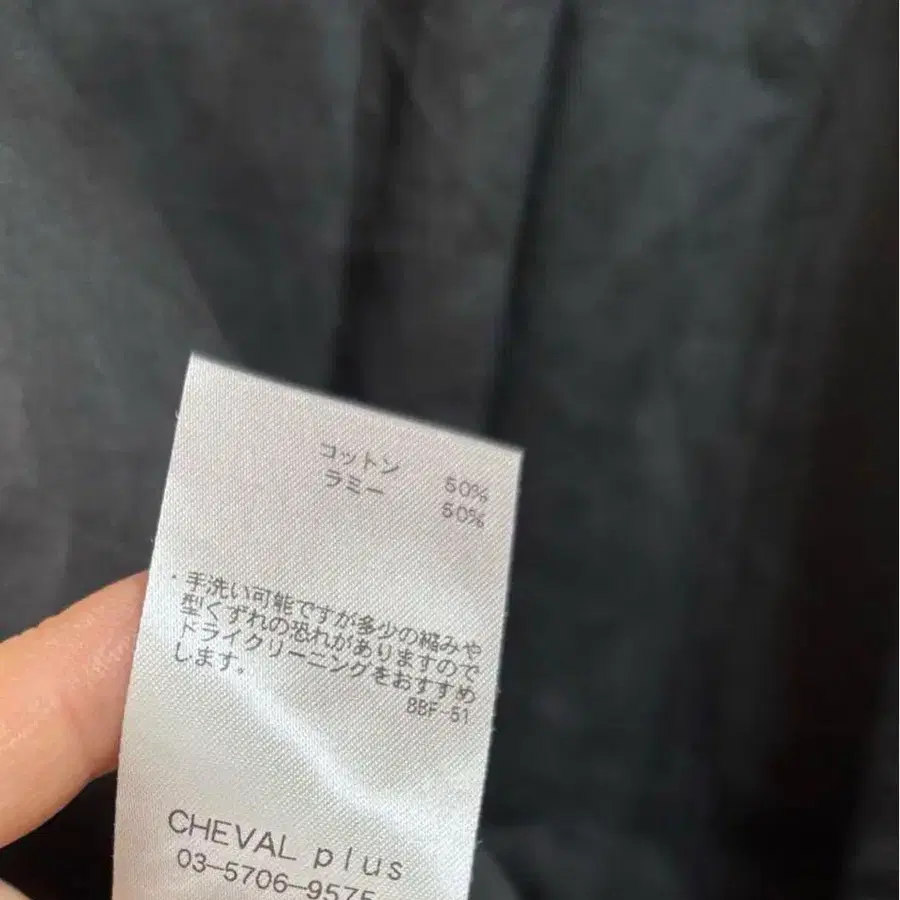 コットン 50%
ラミー 50%
・手洗い可能ですが多少の縮みや
型くずれの恐れがありますので
ドライクリーニングをおすすめ
します。
BBF-51
CHEVAL plus
03-5706-9575